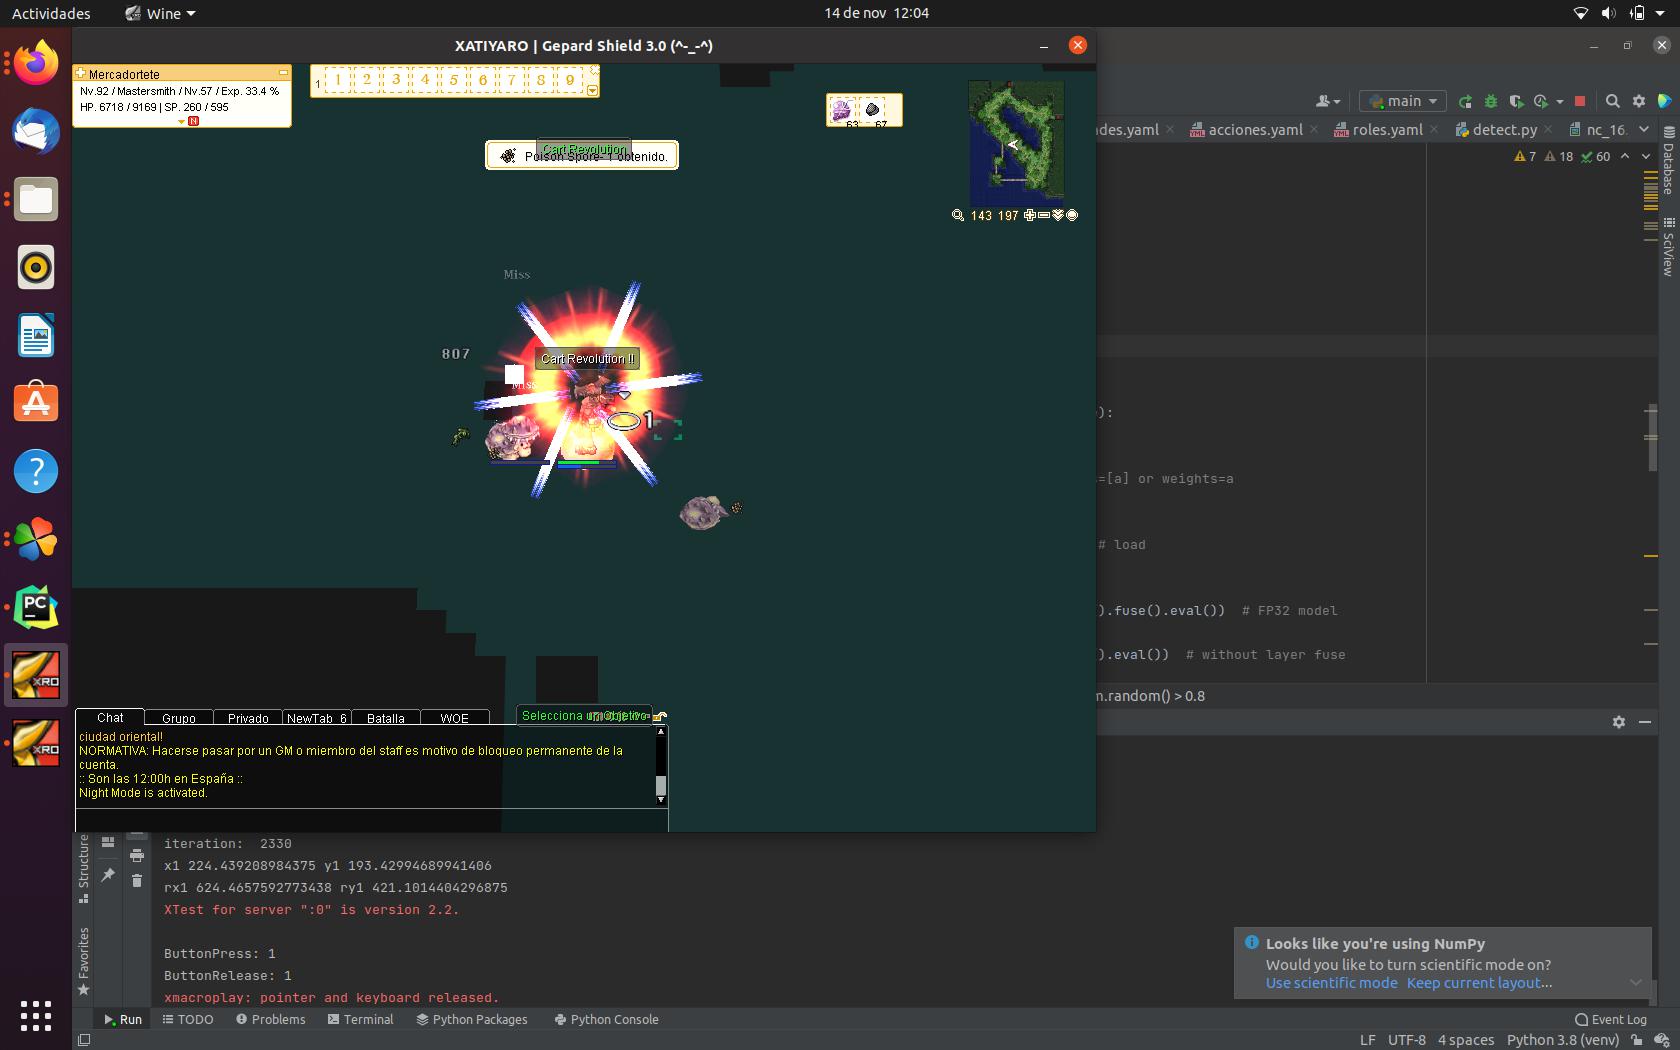 Actividades
Wine
14 de nov 12:04
XATIYARO | Gepard Shield 3.0 (^-_-^)
Mercadortete
Nv.92 / Mastersmith / Nv.57 / Exp. 33.4 %
HP. 6718 / 9169 | SP. 260 / 595
N
1 1 2 3 4 5 6 7 8 9
63 67
Cart Revolution
Poison Spore- 1 obtenido.
143 197
Miss
807
Cart Revolution !!
Miss
1
Chat Grupo Privado NewTab_6 Batalla WOE
Selecciona un objetivo
ciudad oriental!
NORMATIVA: Hacerse pasar por un GM o miembro del staff es motivo de bloqueo permanente de la
cuenta.
:: Son las 12:00h en España ::
Night Mode is activated.
main
des.yaml acciones.yaml roles.yaml detect.py nc_16.
7 18 60
):
=[a] or weights=a
# load
).fuse().eval()) # FP32 model
).eval()) # without layer fuse
m.random() > 0.8
Database
SciView
PC
XRO
XRO
Structure
Favorites
iteration: 2330
x1 224.439208984375 y1 193.42994689941406
rx1 624.4657592773438 ry1 421.1014404296875
XTest for server ":0" is version 2.2.
ButtonPress: 1
ButtonRelease: 1
xmacroplay: pointer and keyboard released.
Looks like you're using NumPy
Would you like to turn scientific mode on?
Use scientific mode Keep current layout...
Run TODO Problems Terminal Python Packages Python Console
Event Log
LF UTF-8 4 spaces Python 3.8 (venv)